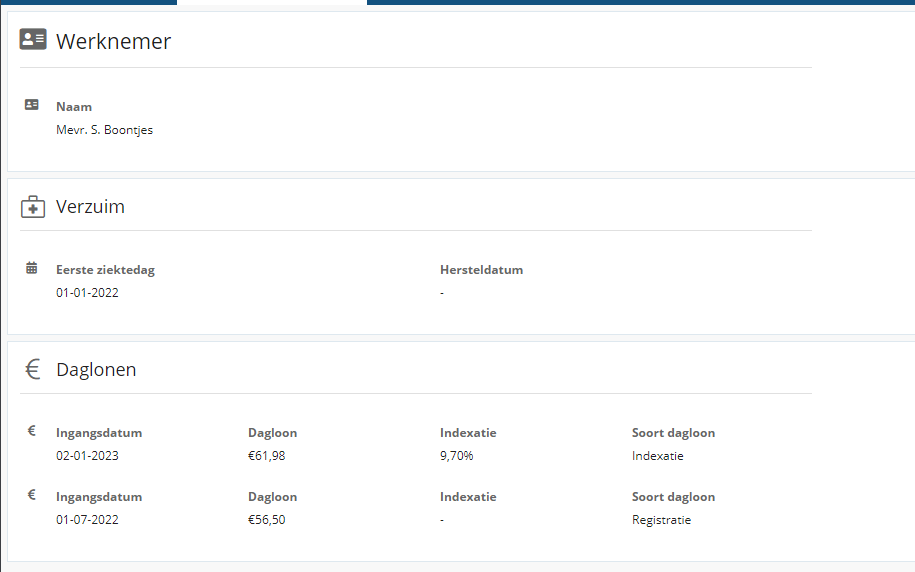 Werknemer
Naam
Mevr. S. Boontjes
Verzuim
Eerste ziektedag Hersteldatum
01-01-2022 -
€ Daglonen
€ Ingangsdatum Dagloon Indexatie Soort dagloon
02-01-2023 €61,98 9,70% Indexatie
€ Ingangsdatum Dagloon Indexatie Soort dagloon
01-07-2022 €56,50 - Registratie